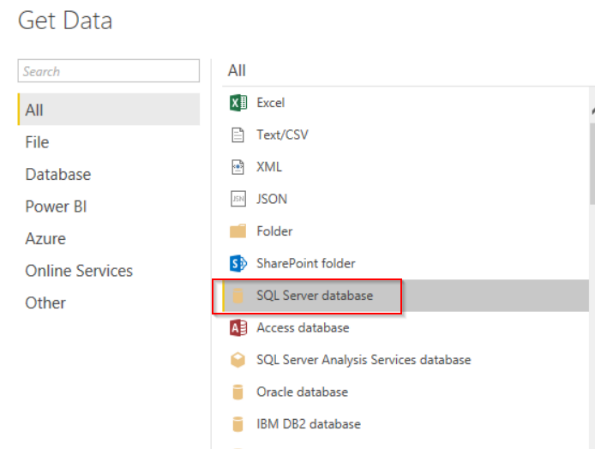 Get Data
Search
All
File
Database
Power BI
Azure
Online Services
Other
All
Excel
Text/CSV
XML
JSON
Folder
SharePoint folder
SQL Server database
Access database
SQL Server Analysis Services database
Oracle database
IBM DB2 database